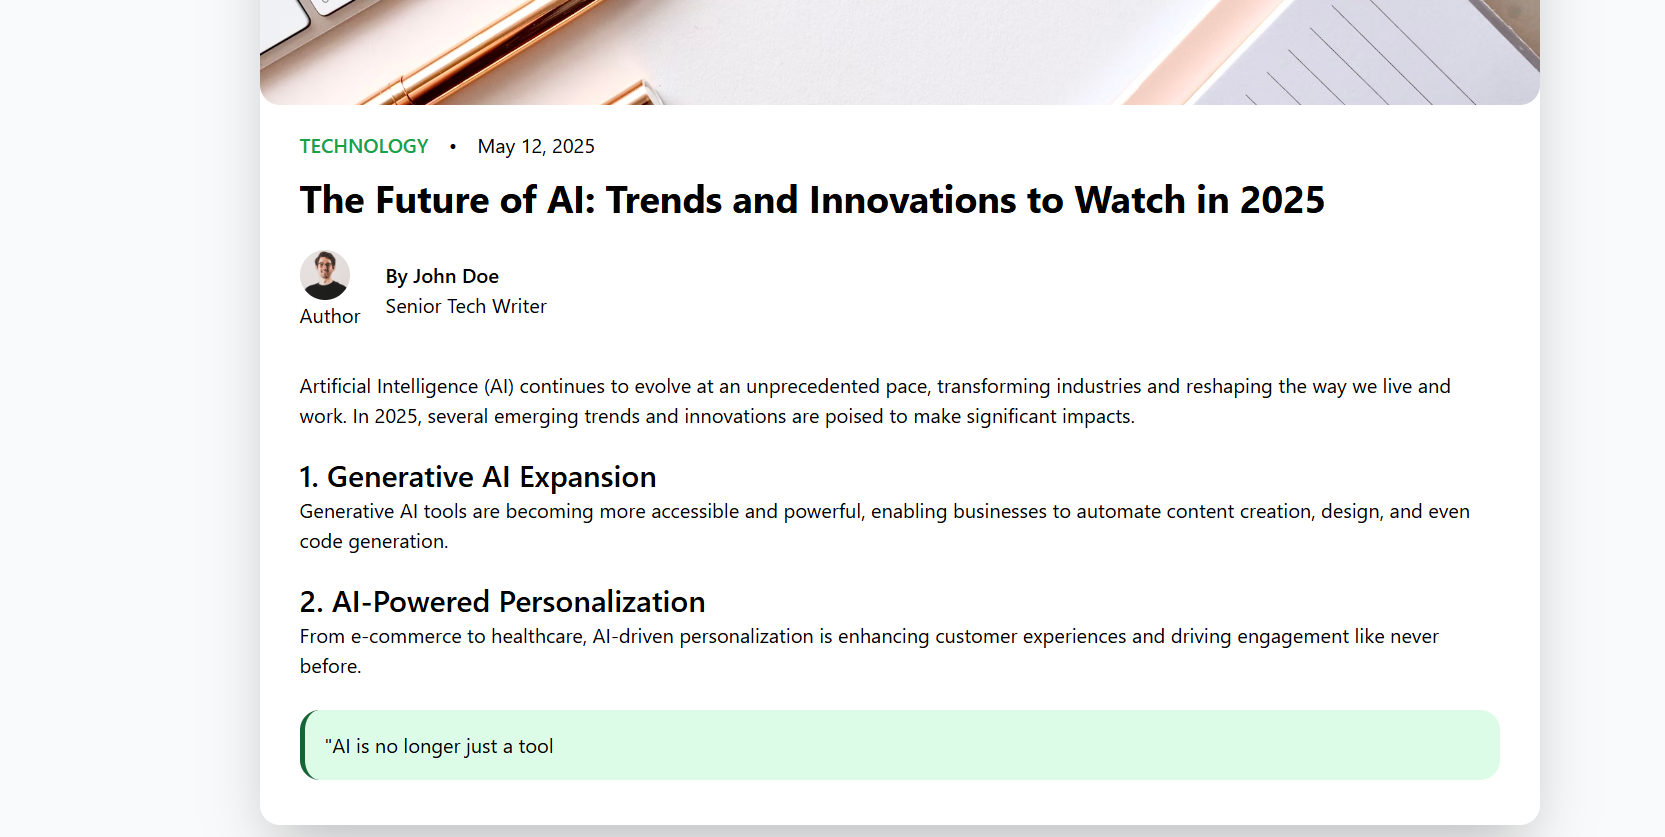 TECHNOLOGY • May 12, 2025
The Future of AI: Trends and Innovations to Watch in 2025
By John Doe
Senior Tech Writer
Author
Artificial Intelligence (AI) continues to evolve at an unprecedented pace, transforming industries and reshaping the way we live and
work. In 2025, several emerging trends and innovations are poised to make significant impacts.
1. Generative AI Expansion
Generative AI tools are becoming more accessible and powerful, enabling businesses to automate content creation, design, and even
code generation.
2. AI-Powered Personalization
From e-commerce to healthcare, AI-driven personalization is enhancing customer experiences and driving engagement like never
before.
"AI is no longer just a tool